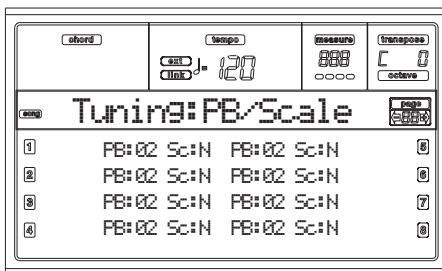 chord tempo measure transpose
ext link ♩= 120 888 C 0
octave
song Tuning:PB/Scale page 88
1 PB:02 Sc:N PB:02 Sc:N 5
2 PB:02 Sc:N PB:02 Sc:N 6
3 PB:02 Sc:N PB:02 Sc:N 7
4 PB:02 Sc:N PB:02 Sc:N 8